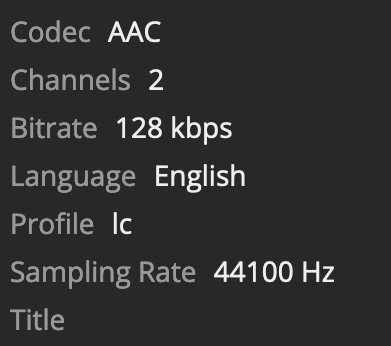 Codec AAC
Channels 2
Bitrate 128 kbps
Language English
Profile lc
Sampling Rate 44100 Hz
Title